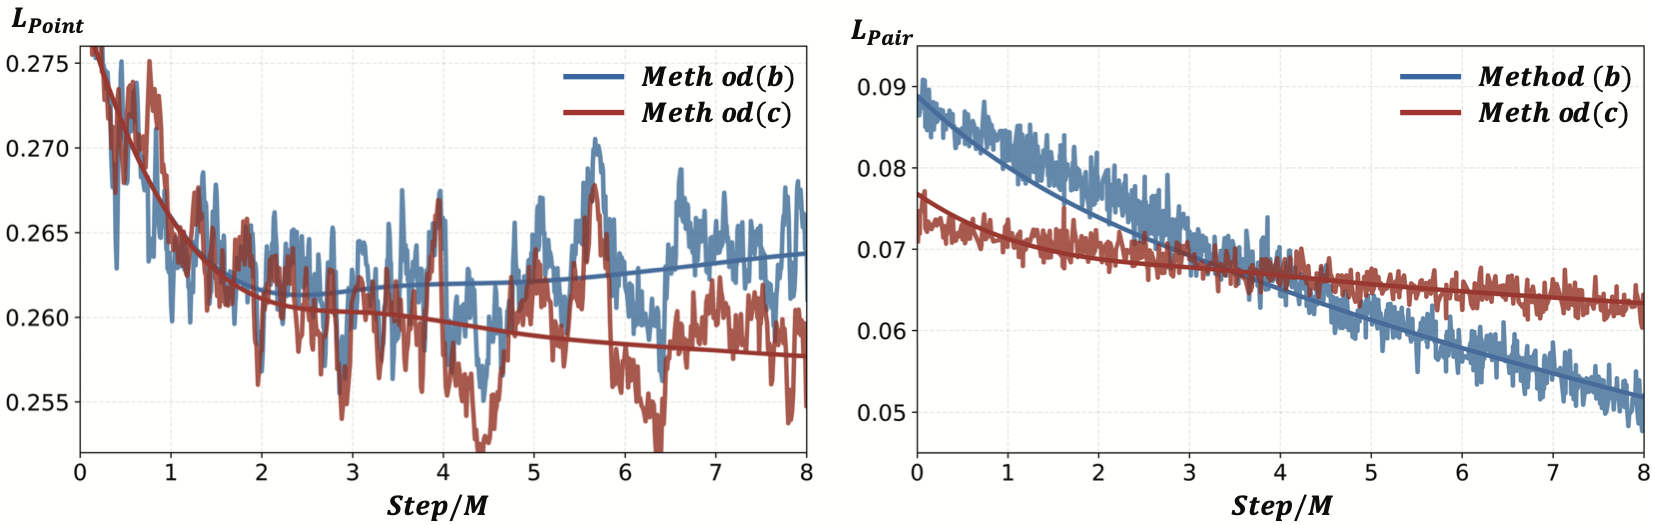 L_Point
0.275
0.270
0.265
0.260
0.255
0 1 2 3 4 5 6 7 8
Step/M
Meth od(b)
Meth od(c)
L_Pair
0.09
0.08
0.07
0.06
0.05
0 1 2 3 4 5 6 7 8
Step/M
Method (b)
Meth od(c)